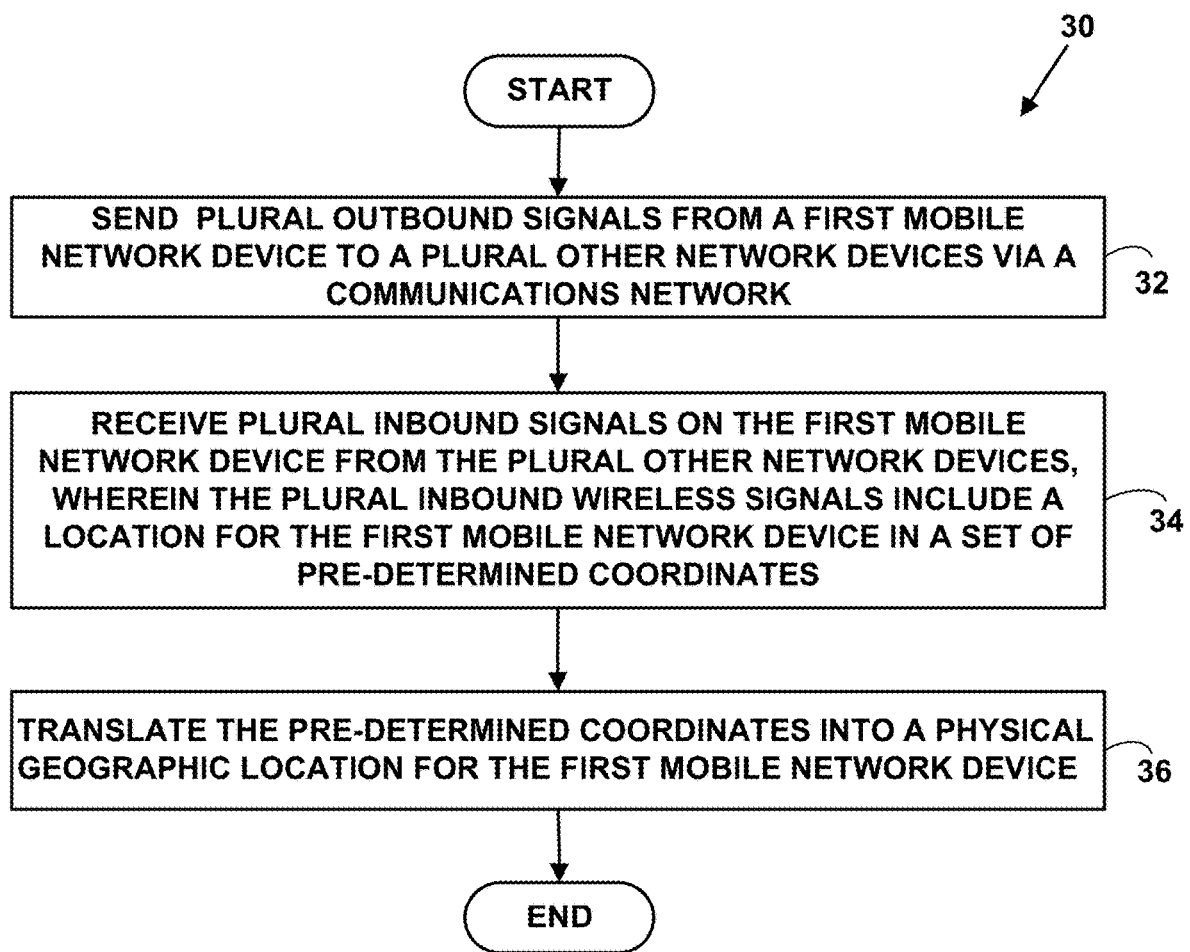 30
START
SEND PLURAL OUTBOUND SIGNALS FROM A FIRST MOBILE
NETWORK DEVICE TO A PLURAL OTHER NETWORK DEVICES VIA A
COMMUNICATIONS NETWORK
32
RECEIVE PLURAL INBOUND SIGNALS ON THE FIRST MOBILE
NETWORK DEVICE FROM THE PLURAL OTHER NETWORK DEVICES,
WHEREIN THE PLURAL INBOUND WIRELESS SIGNALS INCLUDE A
LOCATION FOR THE FIRST MOBILE NETWORK DEVICE IN A SET OF
PRE-DETERMINED COORDINATES
34
TRANSLATE THE PRE-DETERMINED COORDINATES INTO A PHYSICAL
GEOGRAPHIC LOCATION FOR THE FIRST MOBILE NETWORK DEVICE
36
END